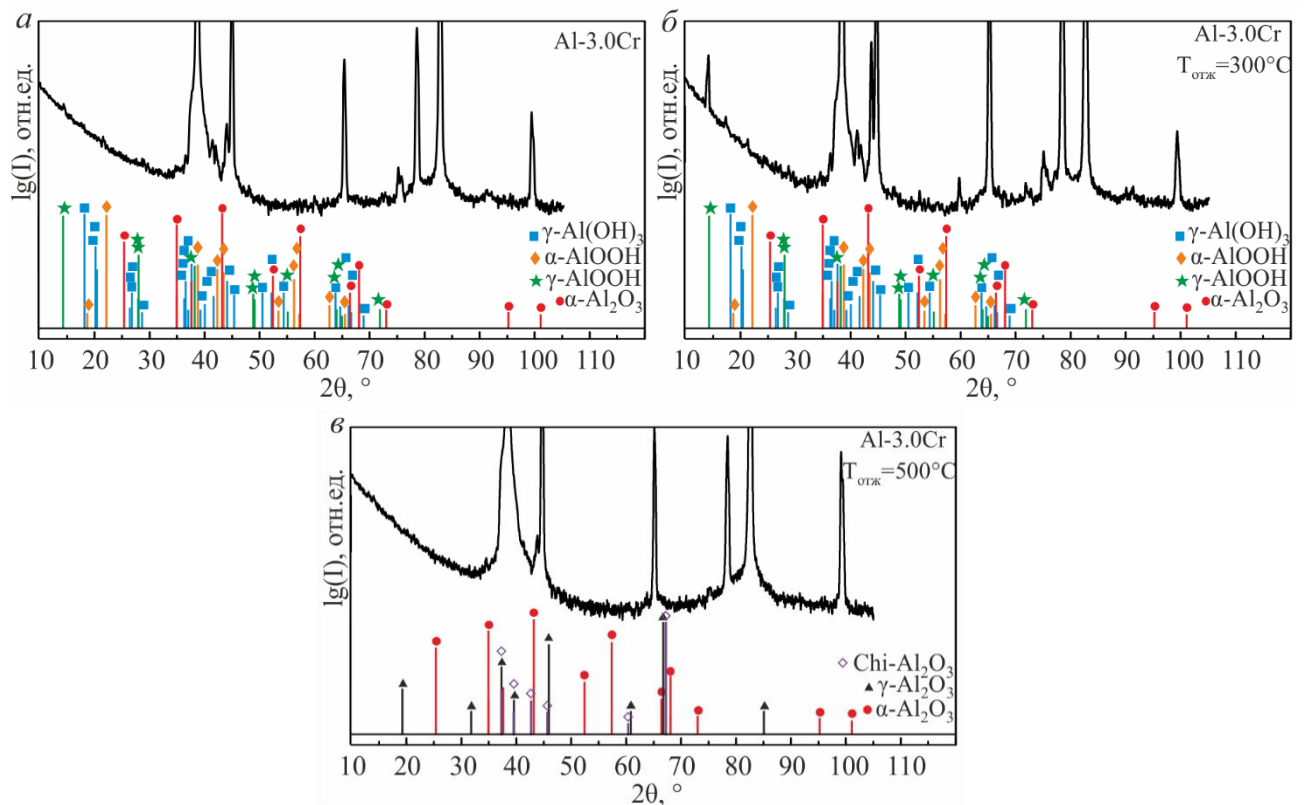 а
Al-3.0Cr
lg(I), отн.ед.
γ-Al(OH)₃
α-AlOOH
γ-AlOOH
α-Al₂O₃
10 20 30 40 50 60 70 80 90 100 110
2θ, °
б
Al-3.0Cr
Tотж=300°C
lg(I), отн.ед.
γ-Al(OH)₃
α-AlOOH
γ-AlOOH
α-Al₂O₃
10 20 30 40 50 60 70 80 90 100 110
2θ, °
в
Al-3.0Cr
Tотж=500°C
lg(I), отн.ед.
Chi-Al₂O₃
γ-Al₂O₃
α-Al₂O₃
10 20 30 40 50 60 70 80 90 100 110
2θ, °